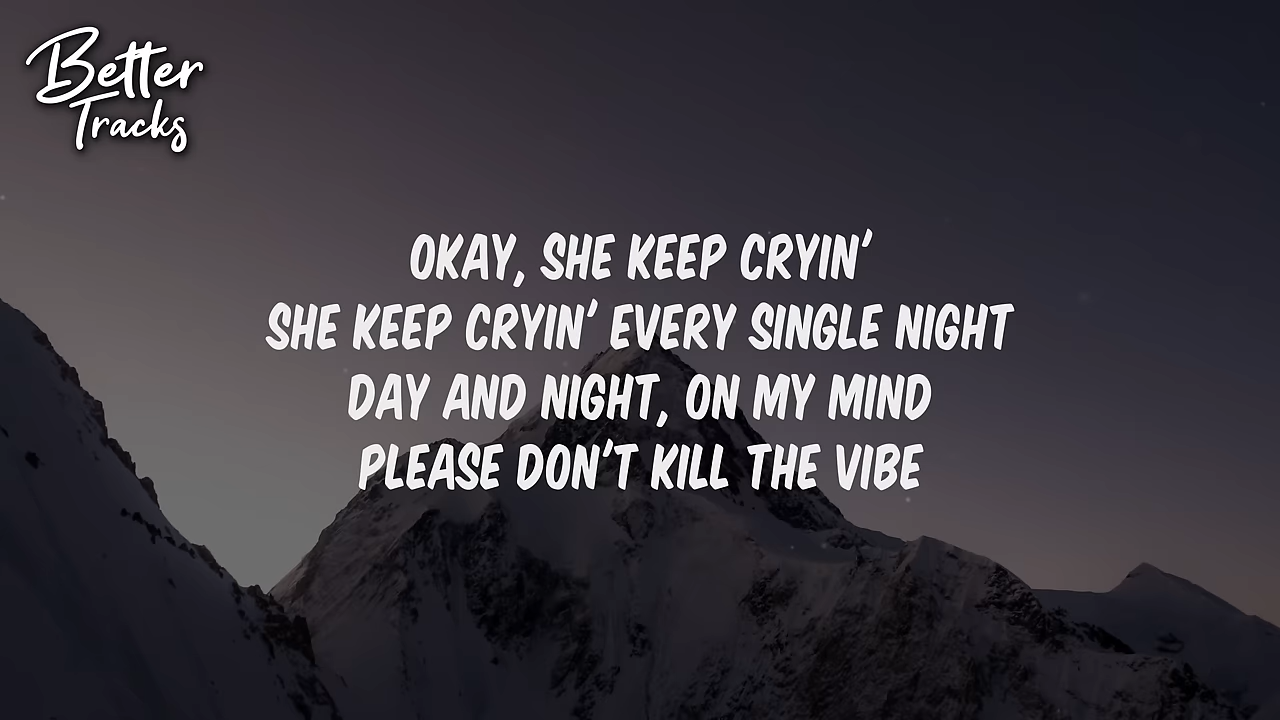 Better
Tracks
OKAY, SHE KEEP CRYIN'
SHE KEEP CRYIN' EVERY SINGLE NIGHT
DAY AND NIGHT, ON MY MIND
PLEASE DON'T KILL THE VIBE